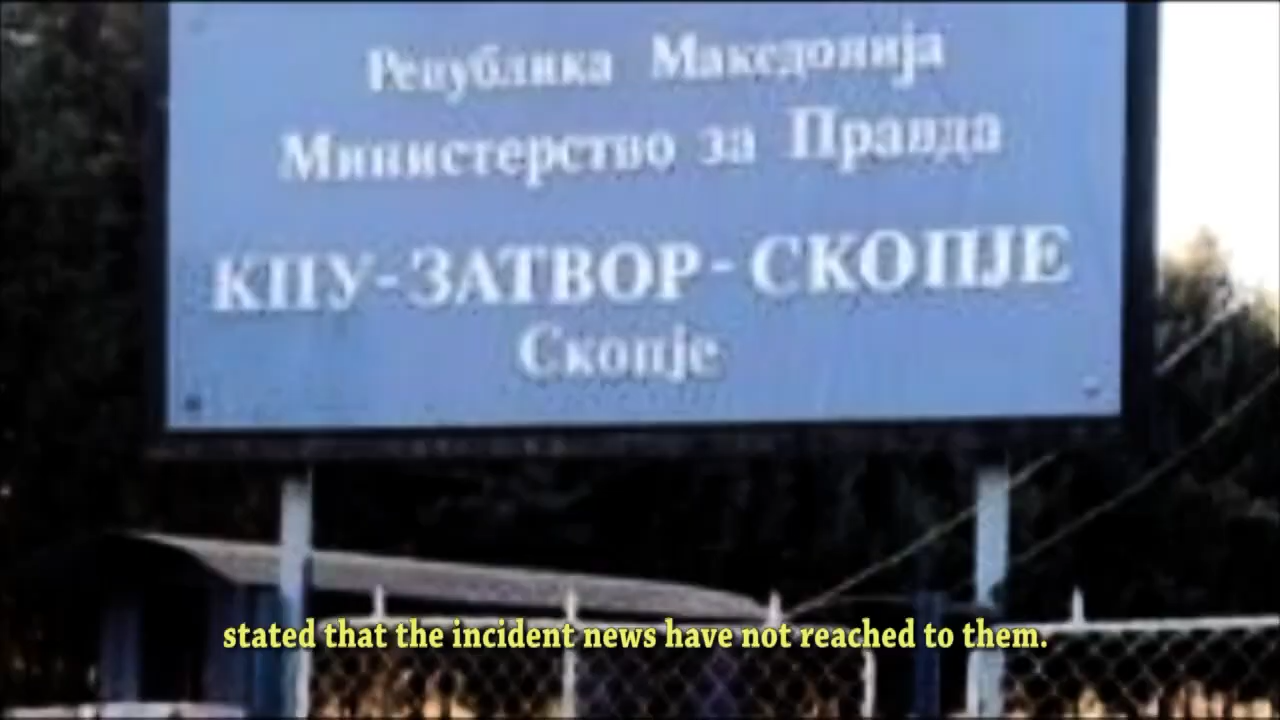 Република Македонија
Министерство за Правда
КПУ-ЗАТВОР-СКОПЈЕ
Скопје
stated that the incident news have not reached to them.